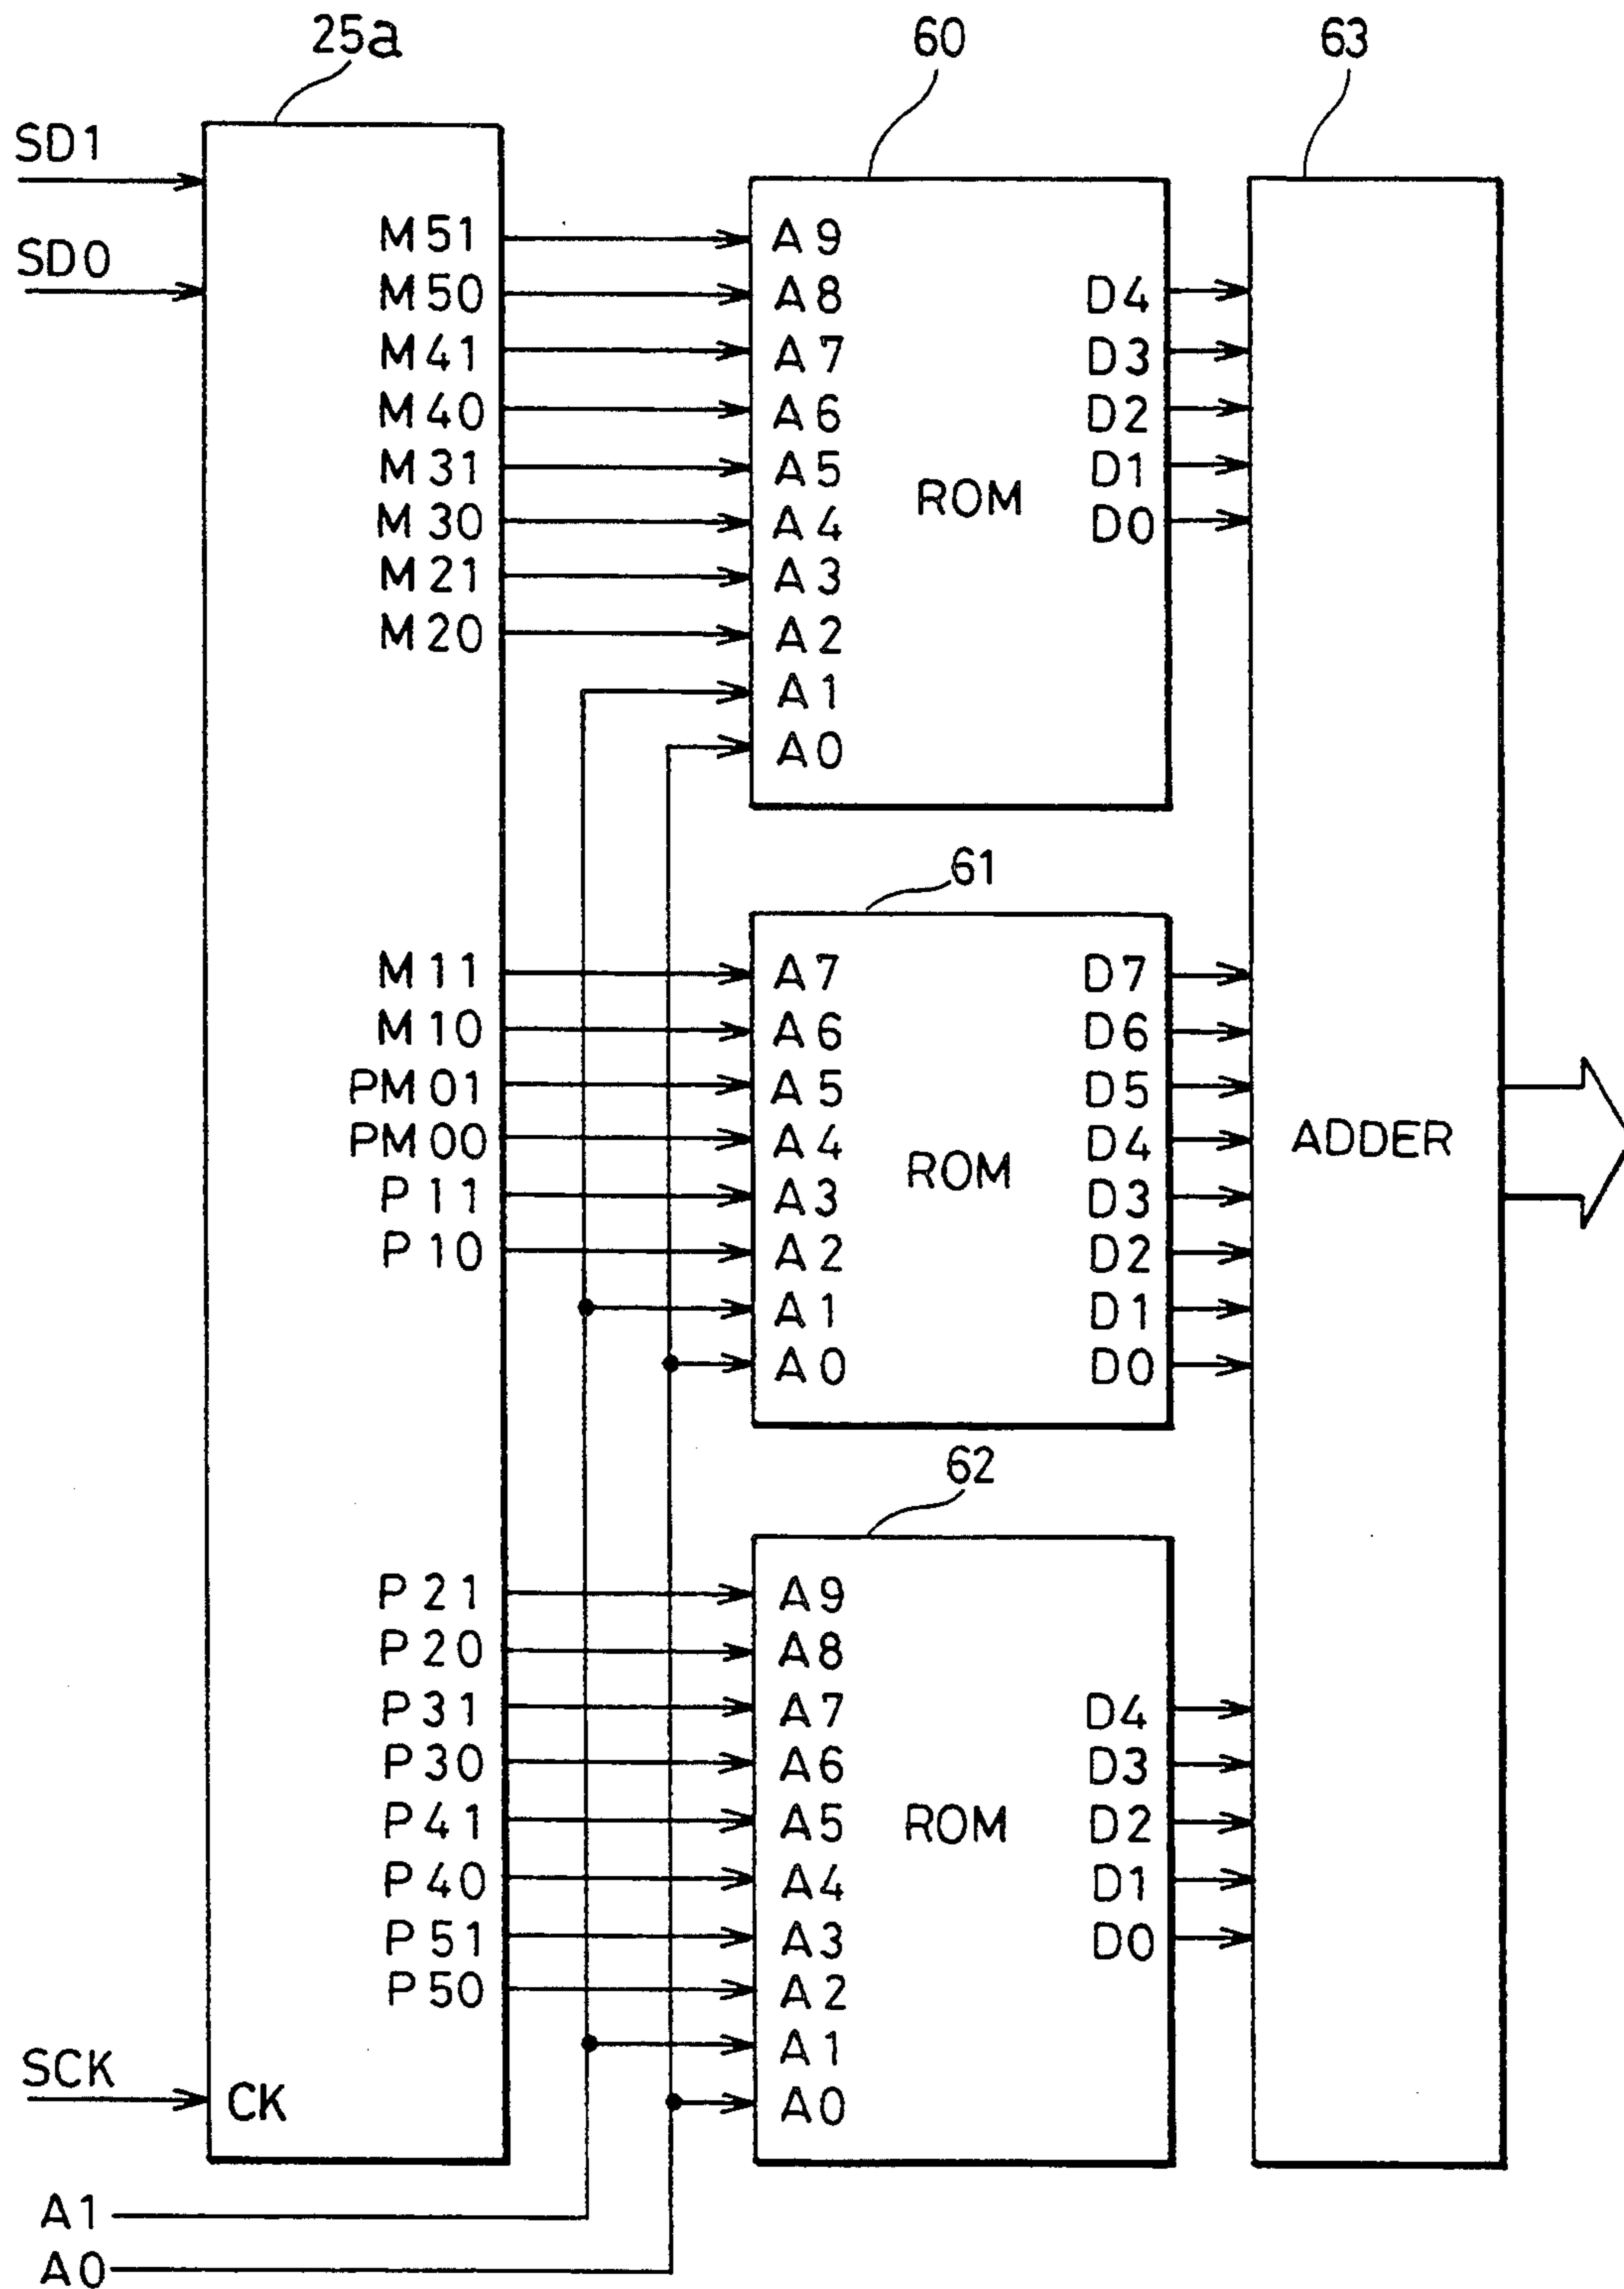 25a 60 63
SD1
SD0
M51 A9
M50 A8 D4
M41 A7 D3
M40 A6 D2
M31 A5 D1
ROM
M30 A4 D0
M21 A3
M20 A2
A1
A0
61
M11 A7 D7
M10 A6 D6
PM01 A5 D5
PM00 A4 D4
ADDER
ROM
P11 A3 D3
P10 A2 D2
A1 D1
A0 D0
62
P21 A9
P20 A8
P31 A7 D4
P30 A6 D3
P41 A5 ROM D2
P40 A4 D1
P51 A3 D0
P50 A2
A1
SCK
CK A0
A1
A0